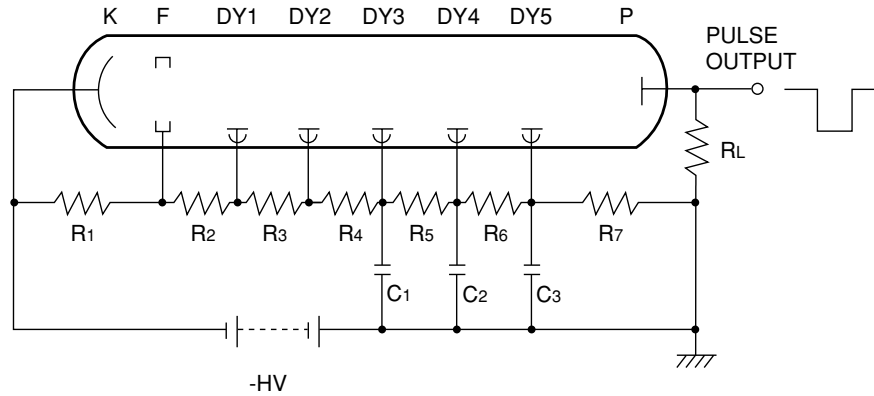 K F DY1 DY2 DY3 DY4 DY5 P
PULSE
OUTPUT
RL
R1 R2 R3 R4 R5 R6 R7
C1 C2 C3
-HV